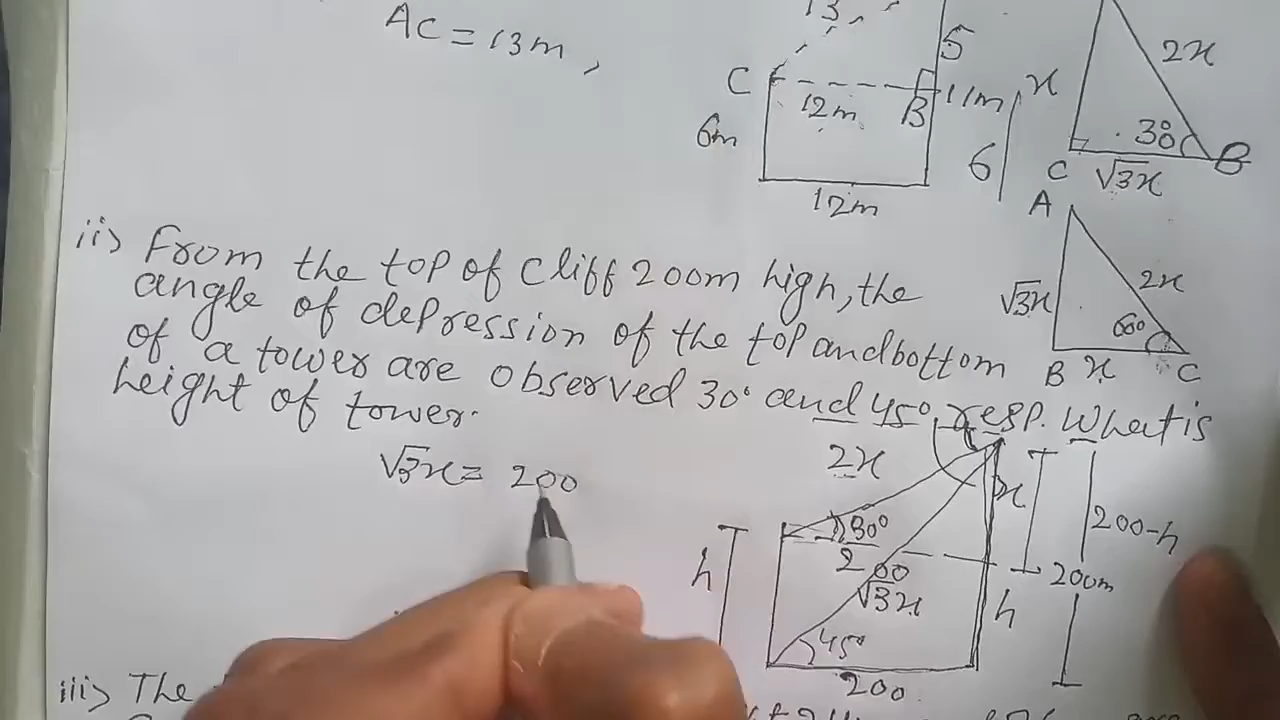 AC = 13m,
13
5
2x
C
12m
B
11m
x
30°
6m
6
C
√3x
B
12m
A
ii) From the top of cliff 200m high, the
angle of depression of the top and bottom
of a tower are observed 30° and 45°, resp. What is
height of tower.
√3x
2x
60°
B
x
C
√3x = 200
2x
x
30°
200-h
h
200
200m
√3x
h
45°
200
iii) The